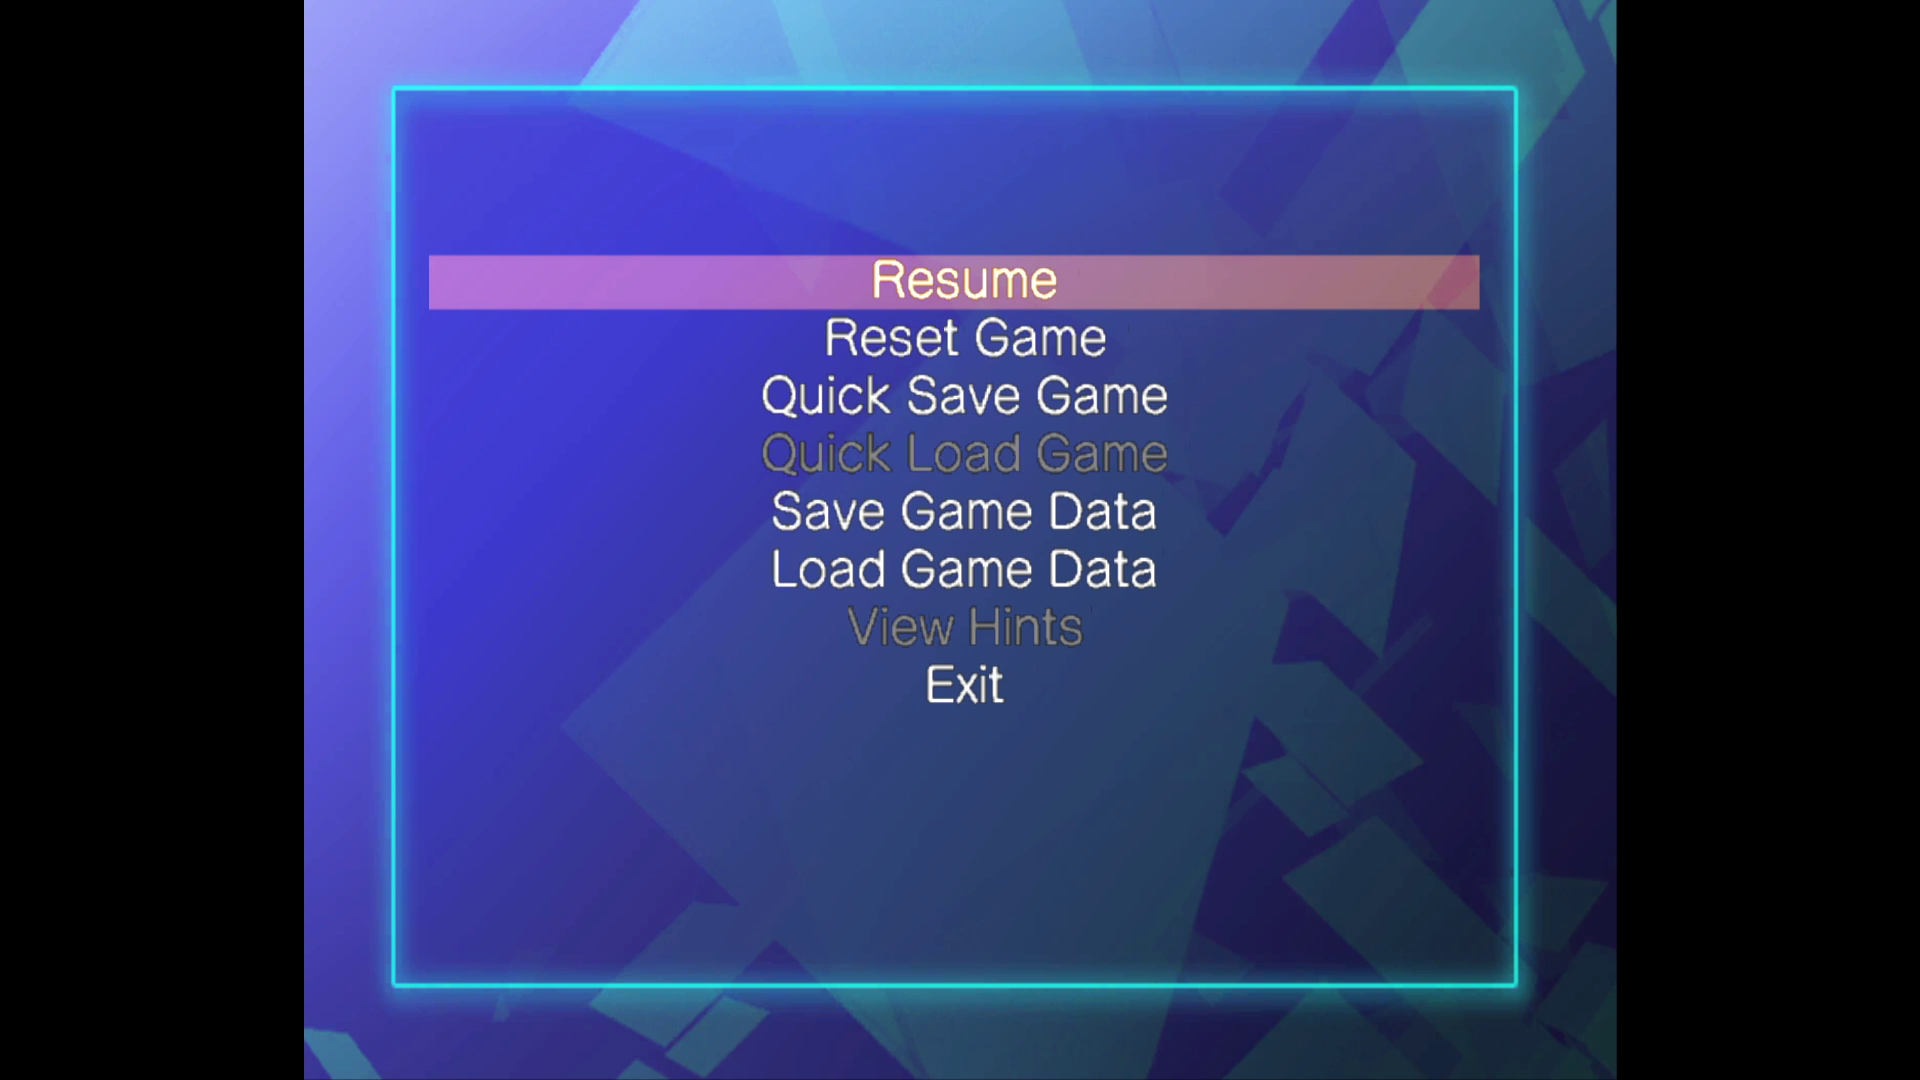 Resume
Reset Game
Quick Save Game
Quick Load Game
Save Game Data
Load Game Data
View Hints
Exit